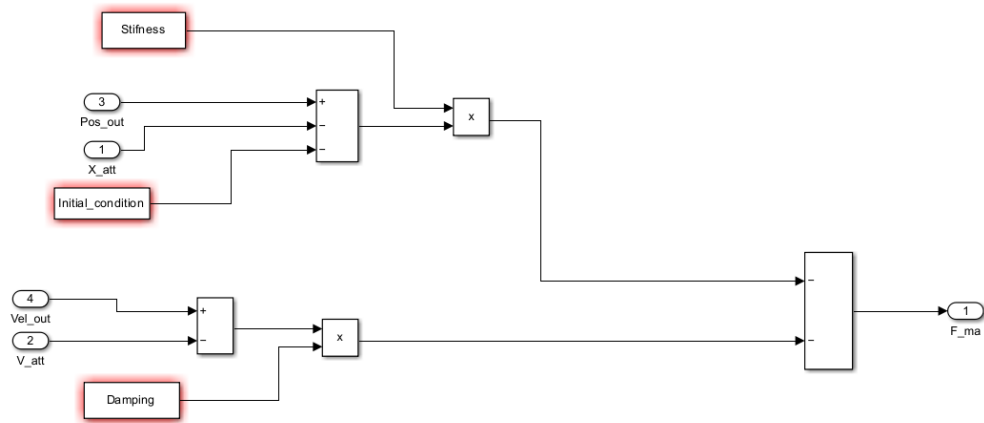 Stifness
3
Pos_out
1
X_att
Initial_condition
+
−
−
x
4
Vel_out
2
V_att
+
−
x
Damping
−
−
1
F_ma